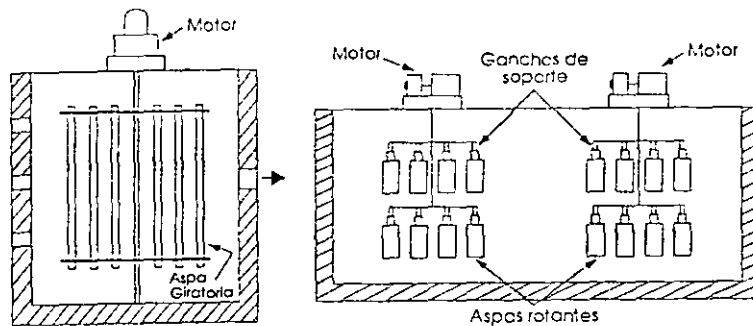 Motor
Aspa
Giratoria
Motor
Ganchos de
soporte
Motor
Aspas rotantes